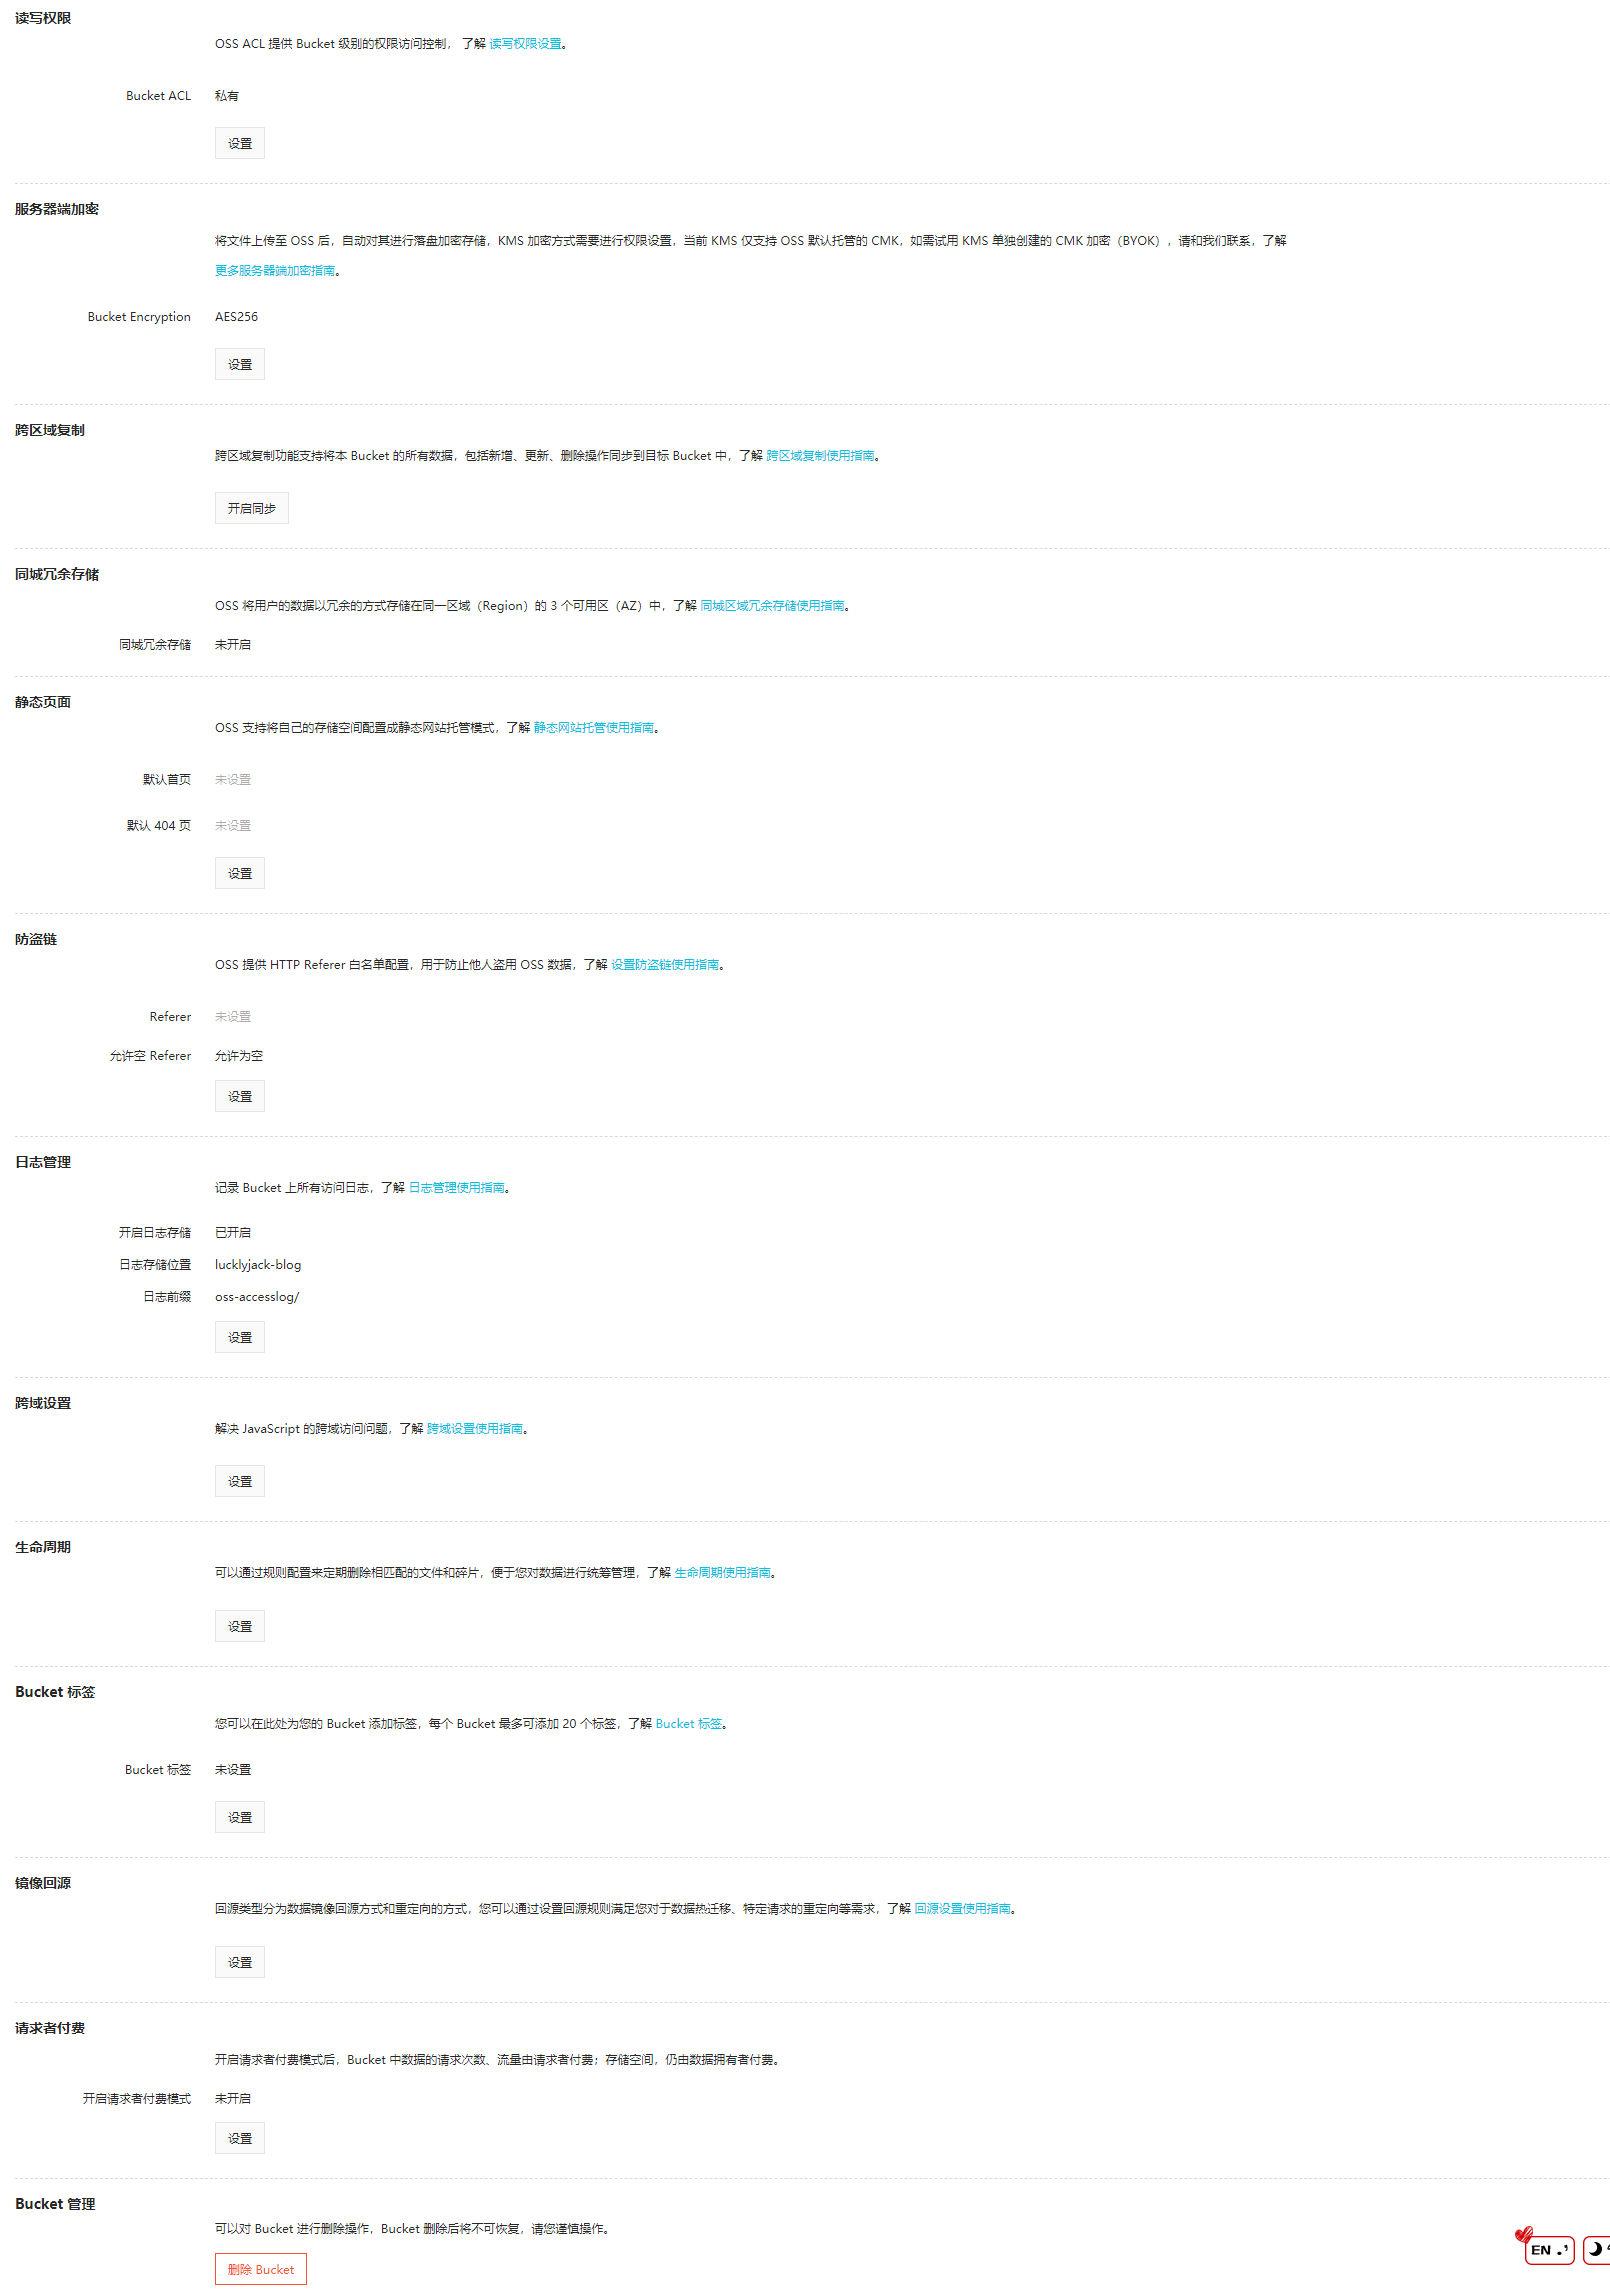 读写权限
OSS ACL 提供 Bucket 级别的权限访问控制， 了解 读写权限设置。
Bucket ACL 私有
设置
服务器端加密
将文件上传至 OSS 后，自动对其进行落盘加密存储，KMS 加密方式需要进行权限设置，当前 KMS 仅支持 OSS 默认托管的 CMK，如需试用 KMS 单独创建的 CMK 加密（BYOK），请和我们联系，了解
更多服务器端加密指南。
Bucket Encryption AES256
设置
跨区域复制
跨区域复制功能支持将本 Bucket 的所有数据，包括新增、更新、删除操作同步到目标 Bucket 中，了解 跨区域复制使用指南。
开启同步
同城冗余存储
OSS 将用户的数据以冗余的方式存储在同一区域（Region）的 3 个可用区（AZ）中，了解 同城区域冗余存储使用指南。
同城冗余存储 未开启
静态页面
OSS 支持将自己的存储空间配置成静态网站托管模式，了解 静态网站托管使用指南。
默认首页 未设置
默认 404 页 未设置
设置
防盗链
OSS 提供 HTTP Referer 白名单配置，用于防止他人盗用 OSS 数据，了解 设置防盗链使用指南。
Referer 未设置
允许空 Referer 允许为空
设置
日志管理
记录 Bucket 上所有访问日志，了解 日志管理使用指南。
开启日志存储 已开启
日志存储位置 lucklyjack-blog
日志前缀 oss-accesslog/
设置
跨域设置
解决 JavaScript 的跨域访问问题，了解 跨域设置使用指南。
设置
生命周期
可以通过规则配置来定期删除相匹配的文件和碎片，便于您对数据进行统筹管理，了解 生命周期使用指南。
设置
Bucket 标签
您可以在此处为您的 Bucket 添加标签，每个 Bucket 最多可添加 20 个标签，了解 Bucket 标签。
Bucket 标签 未设置
设置
镜像回源
回源类型分为数据镜像回源方式和重定向的方式，您可以通过设置回源规则满足您对于数据热迁移、特定请求的重定向等需求，了解 回源设置使用指南。
设置
请求者付费
开启请求者付费模式后，Bucket 中数据的请求次数、流量由请求者付费；存储空间，仍由数据拥有者付费。
开启请求者付费模式 未开启
设置
Bucket 管理
可以对 Bucket 进行删除操作，Bucket 删除后将不可恢复，请您谨慎操作。
EN
删除 Bucket